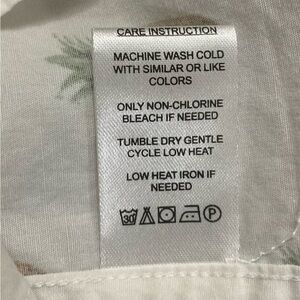 CARE INSTRUCTION
MACHINE WASH COLD
WITH SIMILAR OR LIKE
COLORS
ONLY NON-CHLORINE
BLEACH IF NEEDED
TUMBLE DRY GENTLE
CYCLE LOW HEAT
LOW HEAT IRON IF
NEEDED
30 P